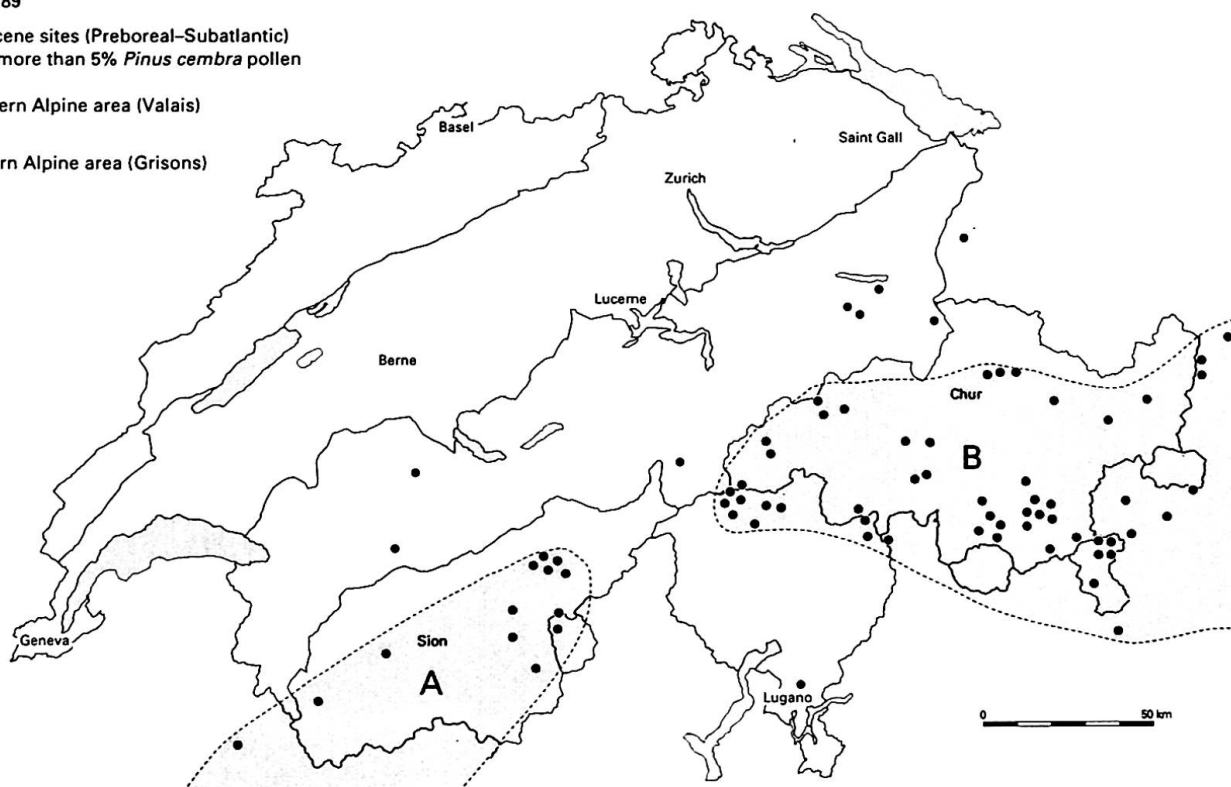 89
cene sites (Preboreal–Subatlantic)
more than 5% Pinus cembra pollen
ern Alpine area (Valais)
rn Alpine area (Grisons)
Basel
Saint Gall
Zurich
Lucerne
Berne
Chur
B
Geneva
Sion
A
Lugano
0 50 km